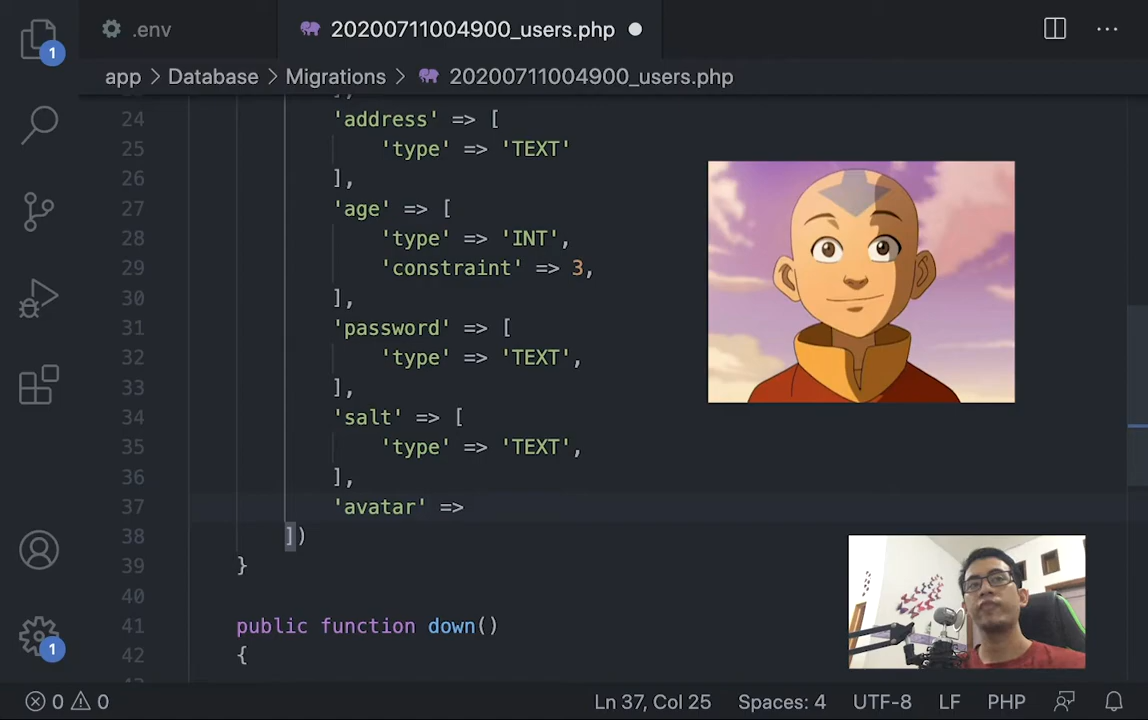 .env
20200711004900_users.php
app > Database > Migrations > 20200711004900_users.php
24 'address' => [
25 'type' => 'TEXT'
26 ],
27 'age' => [
28 'type' => 'INT',
29 'constraint' => 3,
30 ],
31 'password' => [
32 'type' => 'TEXT',
33 ],
34 'salt' => [
35 'type' => 'TEXT',
36 ],
37 'avatar' =>
38 ])
39 }
40
41 public function down()
42 {
1
1
0 0
Ln 37, Col 25
Spaces: 4
UTF-8
LF
PHP